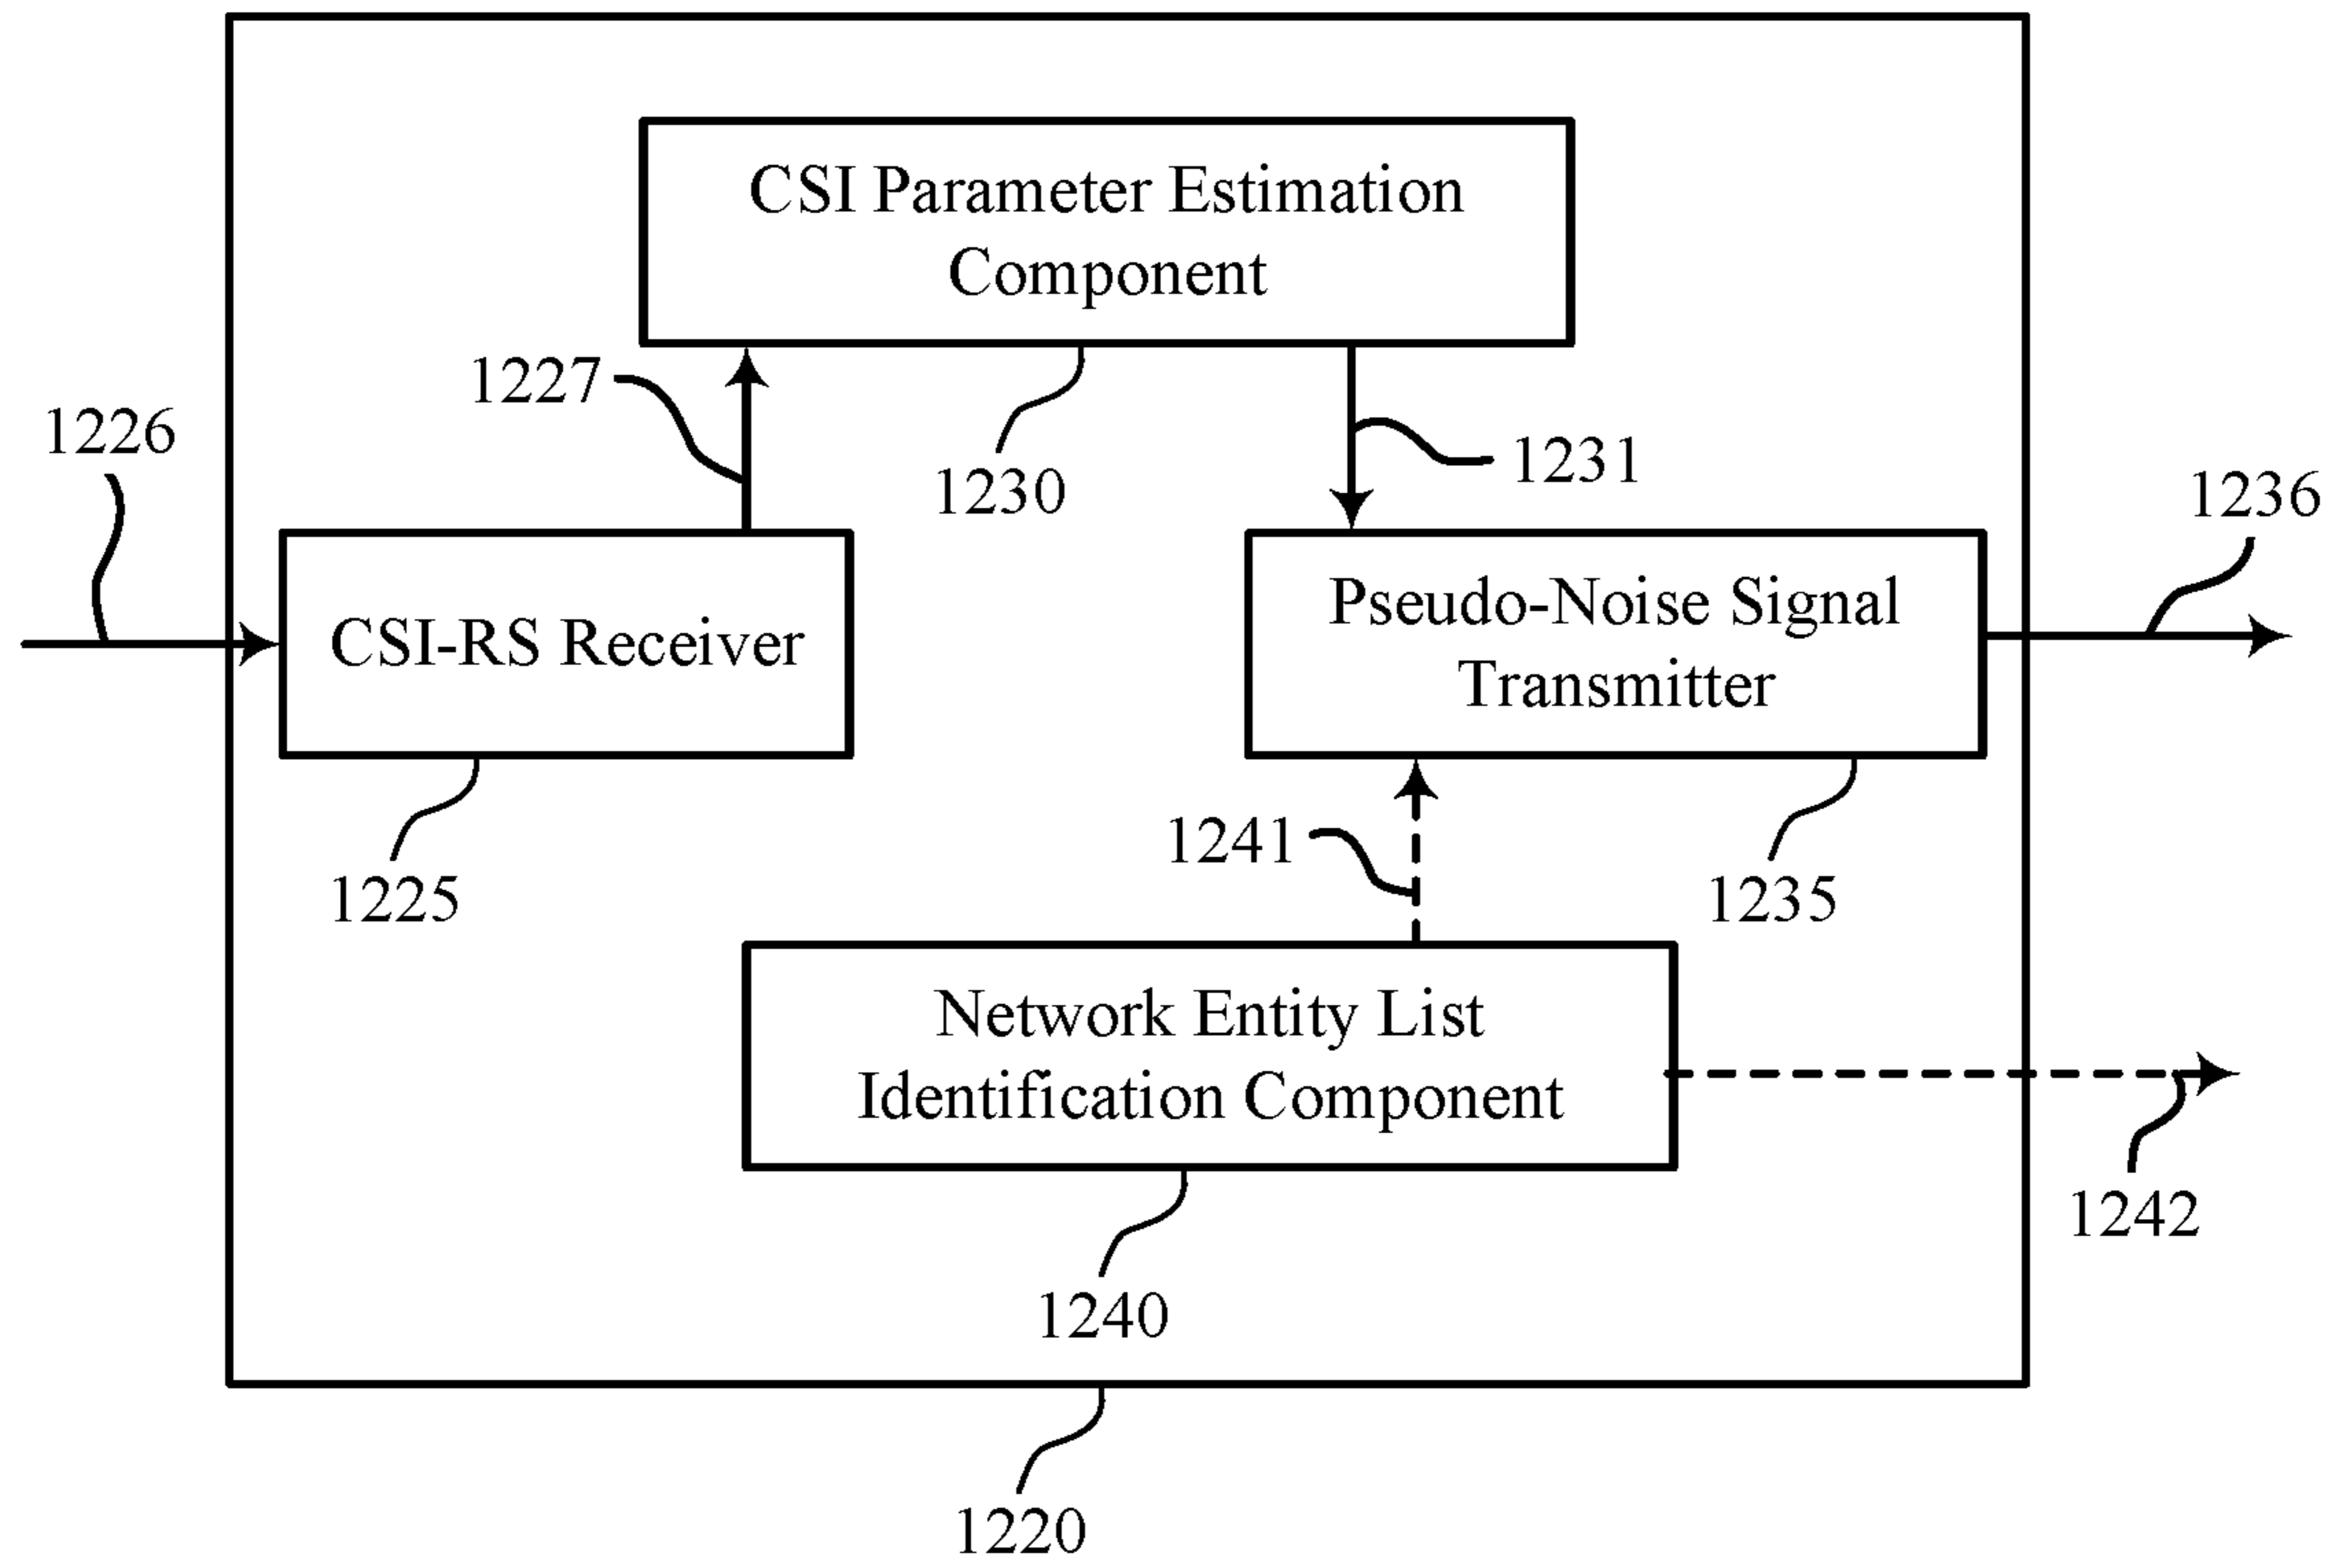 CSI Parameter Estimation
Component
1227
1226
1230
1231
1236
CSI-RS Receiver
Pseudo-Noise Signal
Transmitter
1241
1225
1235
Network Entity List
Identification Component
1242
1240
1220